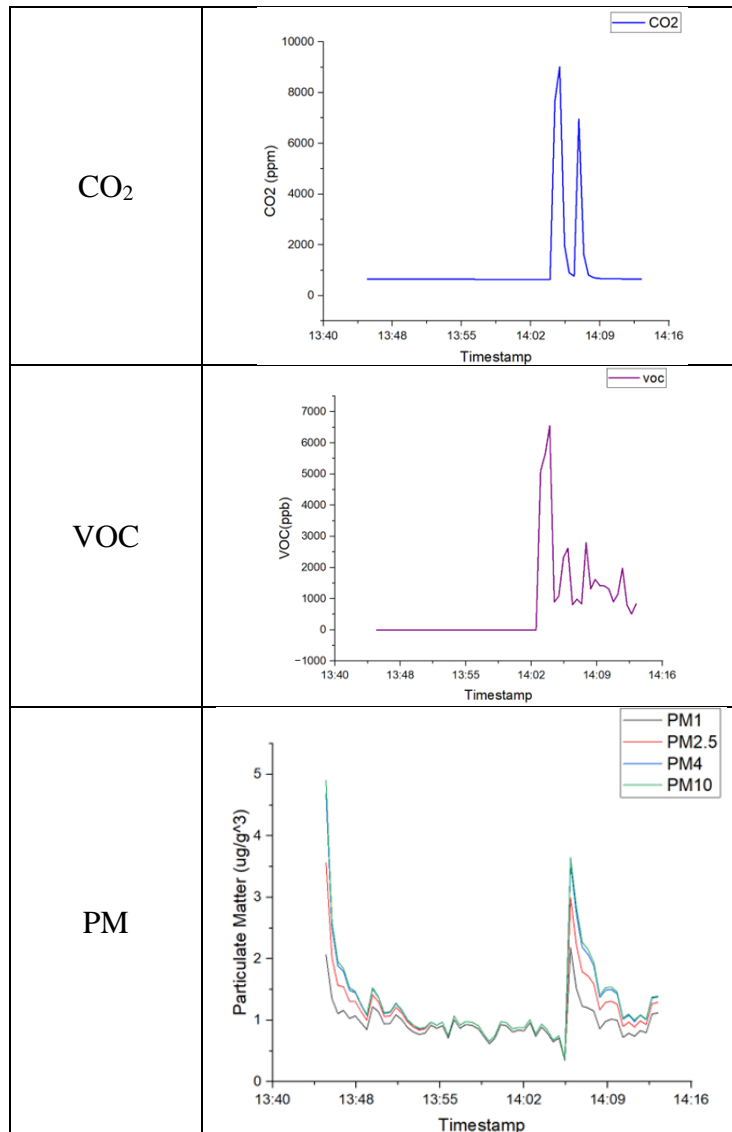 CO₂
CO2
10000
8000
6000
4000
2000
0
CO2 (ppm)
13:40 13:48 13:55 14:02 14:09 14:16
Timestamp
VOC
voc
7000
6000
5000
4000
3000
2000
1000
0
−1000
VOC(ppb)
13:40 13:48 13:55 14:02 14:09 14:16
Timestamp
PM
PM1
PM2.5
PM4
PM10
5
4
3
2
1
0
Particulate Matter (ug/g^3)
13:40 13:48 13:55 14:02 14:09 14:16
Timestamp